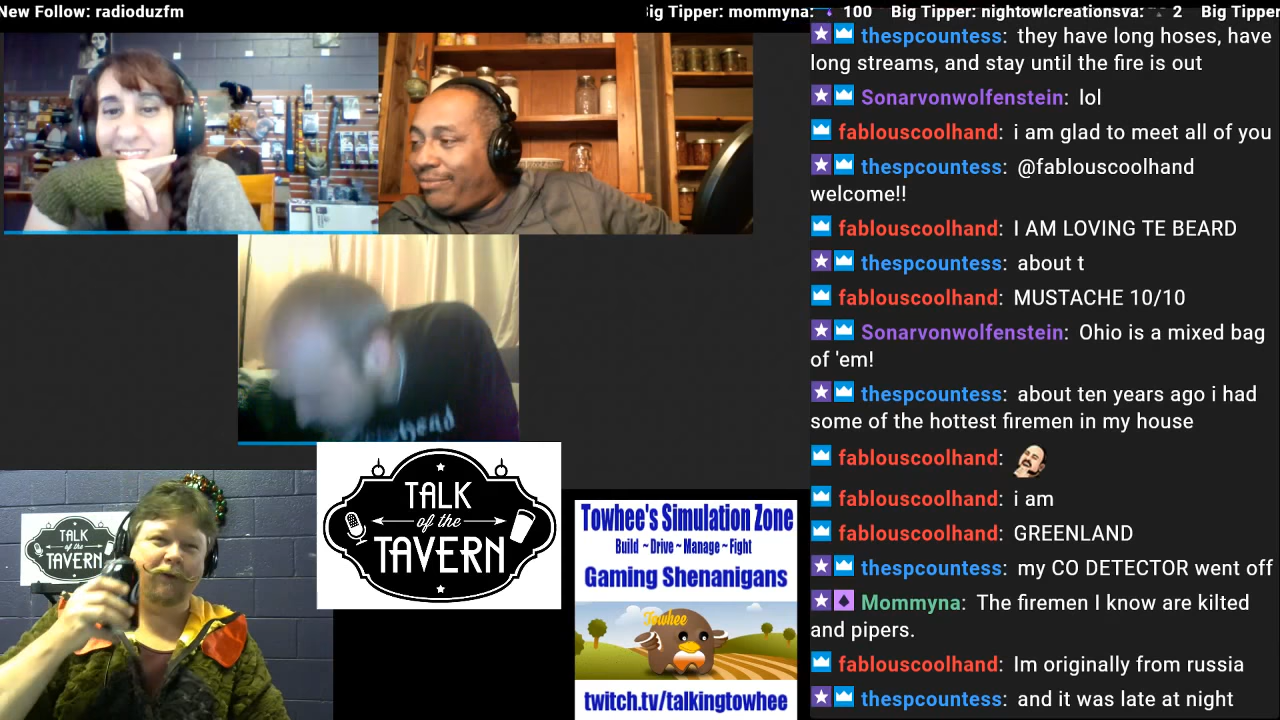 New Follow: radioduzfm
ig Tipper: mommyna: 100 Big Tipper: nightowlcreationsva: 2 Big Tipper
thespcountess: they have long hoses, have
long streams, and stay until the fire is out
Sonarvonwolfenstein: lol
fablouscoolhand: i am glad to meet all of you
thespcountess: @fablouscoolhand
welcome!!
fablouscoolhand: I AM LOVING TE BEARD
thespcountess: about t
fablouscoolhand: MUSTACHE 10/10
Sonarvonwolfenstein: Ohio is a mixed bag
of 'em!
thespcountess: about ten years ago i had
some of the hottest firemen in my house
fablouscoolhand:
fablouscoolhand: i am
fablouscoolhand: GREENLAND
thespcountess: my CO DETECTOR went off
Mommyna: The firemen I know are kilted
and pipers.
fablouscoolhand: Im originally from russia
thespcountess: and it was late at night
TALK
of the
TAVERN
TALK
of the
TAVERN
Towhee's Simulation Zone
Build ~ Drive ~ Manage ~ Fight
Gaming Shenanigans
Towhee
twitch.tv/talkingtowhee